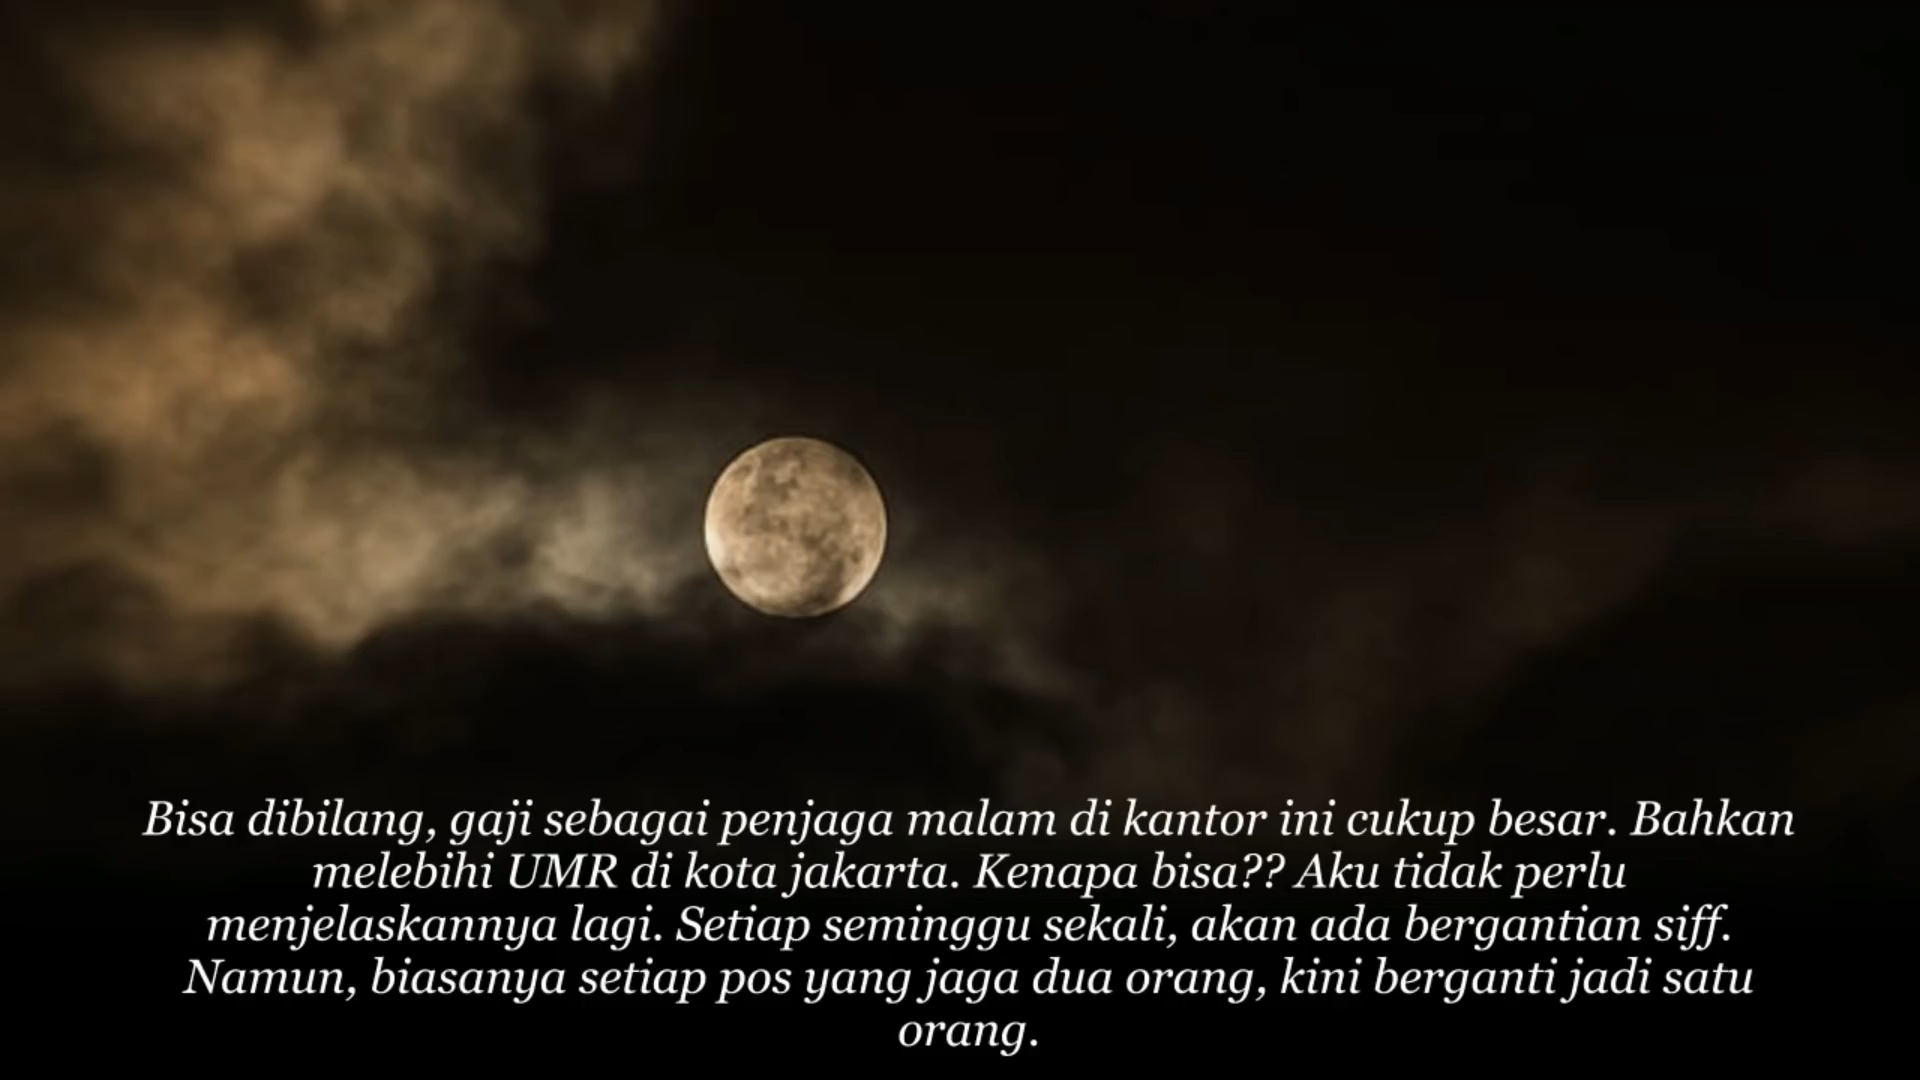 Bisa dibilang, gaji sebagai penjaga malam di kantor ini cukup besar. Bahkan
melebihi UMR di kota jakarta. Kenapa bisa?? Aku tidak perlu
menjelaskannya lagi. Setiap seminggu sekali, akan ada bergantian siff.
Namun, biasanya setiap pos yang jaga dua orang, kini berganti jadi satu
orang.